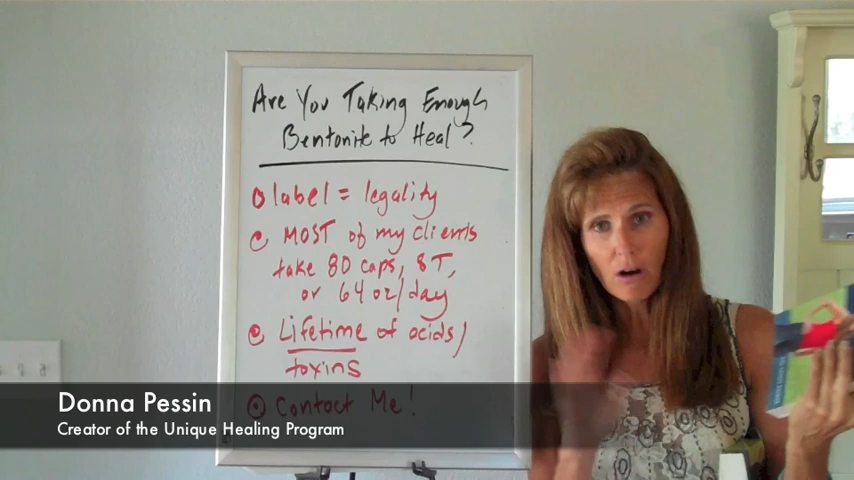 Are You Taking Enough
Bentonite to Heal?
label = legality
MOST of my clients
take 80 caps, 8 T,
or 64 oz/day
Lifetime of acids/
toxins
Contact Me!
Donna Pessin
Creator of the Unique Healing Program